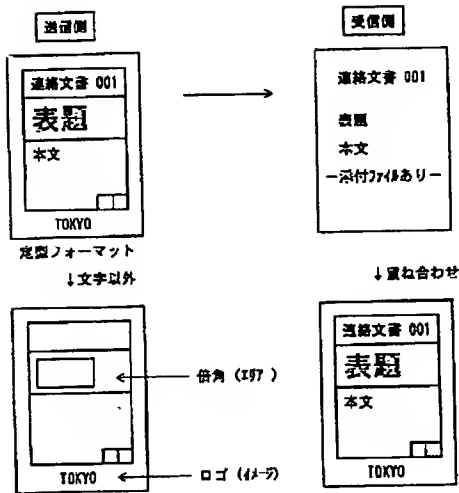 送信側
連絡文書 001
表題
本文
TOKYO
定型フォーマット
↓文字以外
倍角（ｴﾘｱ ）
TOKYO
ロゴ（ｲﾒｰｼﾞ）
受信側
連絡文書 001
表題
本文
－添付ﾌｧｲﾙあり－
↓重ね合わせ
連絡文書 001
表題
本文
TOKYO